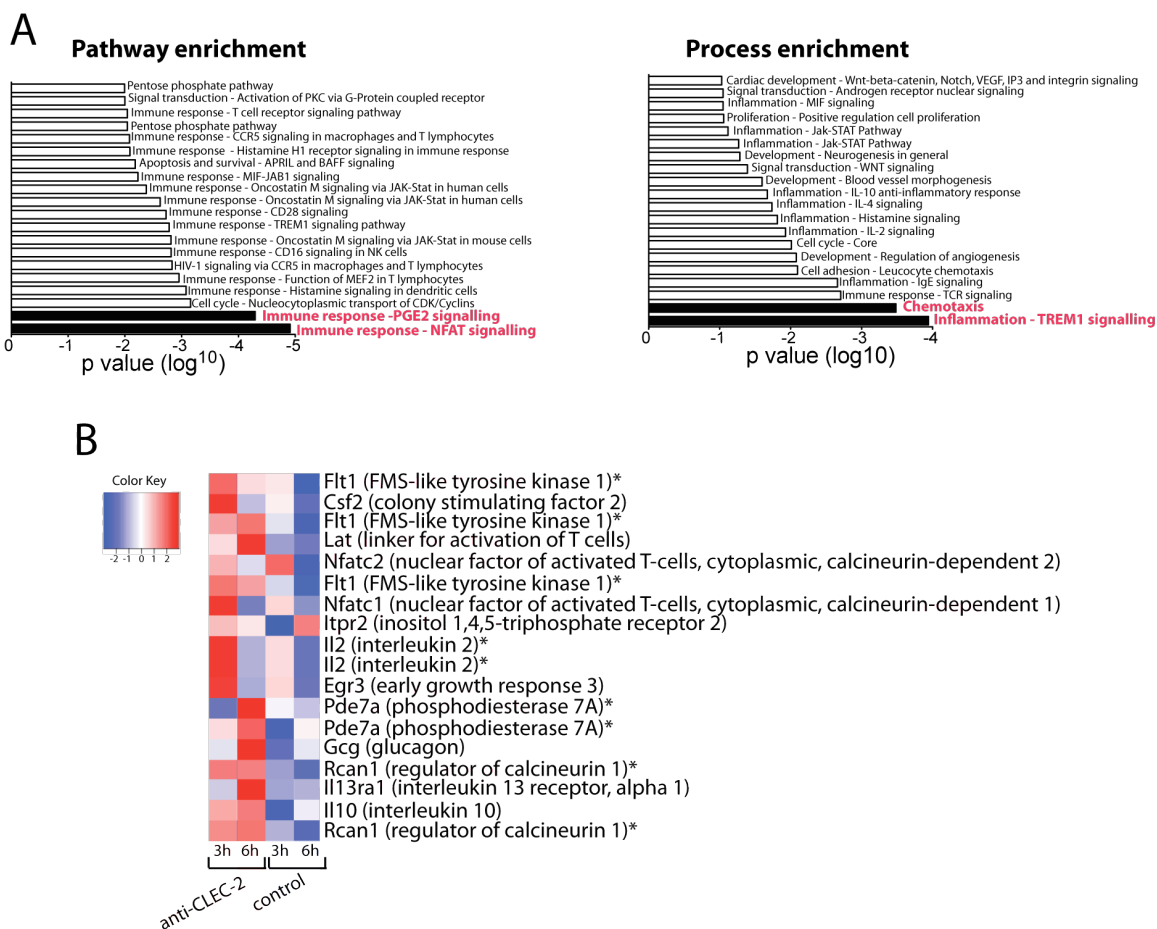 A
Pathway enrichment
Pentose phosphate pathway
Signal transduction - Activation of PKC via G-Protein coupled receptor
Immune response - T cell receptor signaling pathway
Pentose phosphate pathway
Immune response - CCR5 signaling in macrophages and T lymphocytes
Immune response - Histamine H1 receptor signaling in immune response
Apoptosis and survival - APRIL and BAFF signaling
Immune response - MIF-JAB1 signaling
Immune response - Oncostatin M signaling via JAK-Stat in human cells
Immune response - Oncostatin M signaling via JAK-Stat in human cells
Immune response - CD28 signaling
Immune response - TREM1 signaling pathway
Immune response - Oncostatin M signaling via JAK-Stat in mouse cells
Immune response - CD16 signaling in NK cells
HIV-1 signaling via CCR5 in macrophages and T lymphocytes
Immune response - Function of MEF2 in T lymphocytes
Immune response - Histamine signaling in dendritic cells
Cell cycle - Nucleocytoplasmic transport of CDK/Cyclins
Immune response -PGE2 signalling
Immune response - NFAT signalling
0 -1 -2 -3 -4 -5
p value (log10)
Process enrichment
Cardiac development - Wnt-beta-catenin, Notch, VEGF, IP3 and integrin signaling
Signal transduction - Androgen receptor nuclear signaling
Inflammation - MIF signaling
Proliferation - Positive regulation cell proliferation
Inflammation - Jak-STAT Pathway
Inflammation - Jak-STAT Pathway
Development - Neurogenesis in general
Signal transduction - WNT signaling
Development - Blood vessel morphogenesis
Inflammation - IL-10 anti-inflammatory response
Inflammation - IL-4 signaling
Inflammation - Histamine signaling
Inflammation - IL-2 signaling
Cell cycle - Core
Development - Regulation of angiogenesis
Cell adhesion - Leucocyte chemotaxis
Inflammation - IgE signaling
Immune response - TCR signaling
Chemotaxis
Inflammation - TREM1 signalling
0 -1 -2 -3 -4
p value (-log10)
B
Color Key
-2 -1 0 1 2
Flt1 (FMS-like tyrosine kinase 1)*
Csf2 (colony stimulating factor 2)
Flt1 (FMS-like tyrosine kinase 1)*
Lat (linker for activation of T cells)
Nfatc2 (nuclear factor of activated T-cells, cytoplasmic, calcineurin-dependent 2)
Flt1 (FMS-like tyrosine kinase 1)*
Nfatc1 (nuclear factor of activated T-cells, cytoplasmic, calcineurin-dependent 1)
Itpr2 (inositol 1,4,5-triphosphate receptor 2)
Il2 (interleukin 2)*
Il2 (interleukin 2)*
Egr3 (early growth response 3)
Pde7a (phosphodiesterase 7A)*
Pde7a (phosphodiesterase 7A)*
Gcg (glucagon)
Rcan1 (regulator of calcineurin 1)*
Il13ra1 (interleukin 13 receptor, alpha 1)
Il10 (interleukin 10)
Rcan1 (regulator of calcineurin 1)*
3h 6h 3h 6h
anti-CLEC-2 control